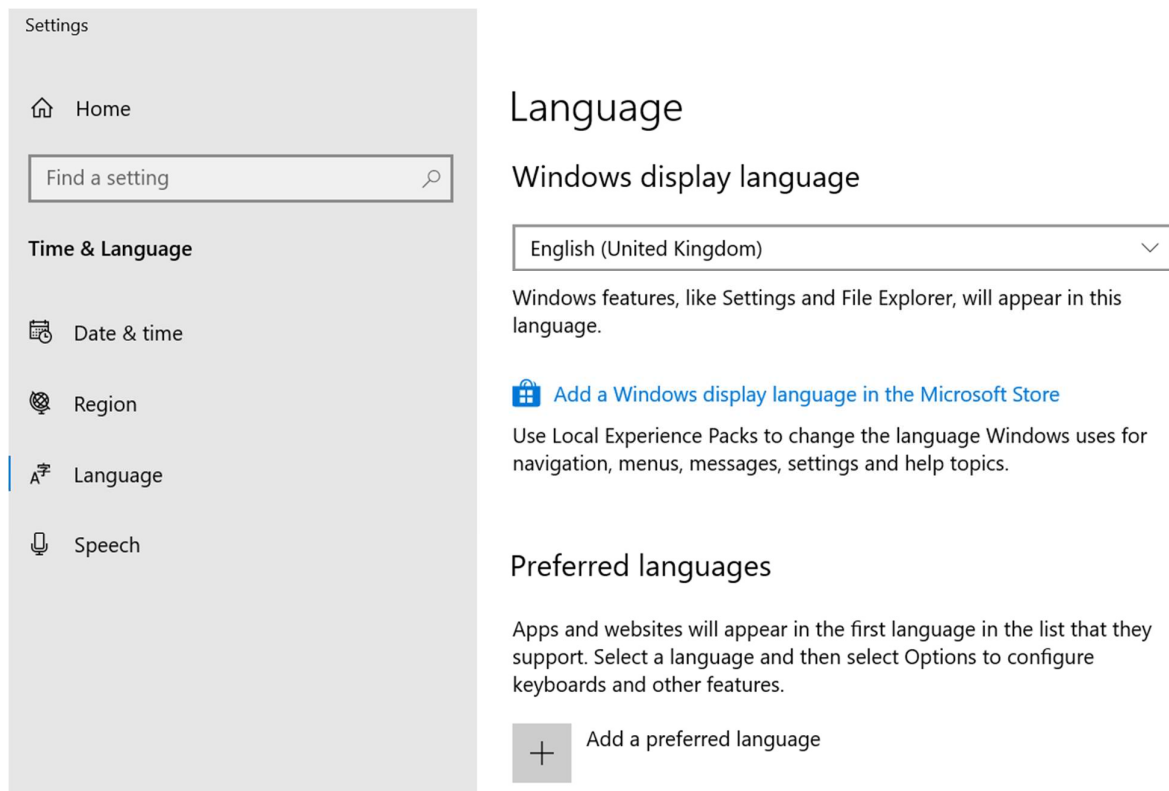 Settings
Home
Find a setting
Time & Language
Date & time
Region
Language
Speech
Language
Windows display language
English (United Kingdom)
Windows features, like Settings and File Explorer, will appear in this
language.
Add a Windows display language in the Microsoft Store
Use Local Experience Packs to change the language Windows uses for
navigation, menus, messages, settings and help topics.
Preferred languages
Apps and websites will appear in the first language in the list that they
support. Select a language and then select Options to configure
keyboards and other features.
Add a preferred language